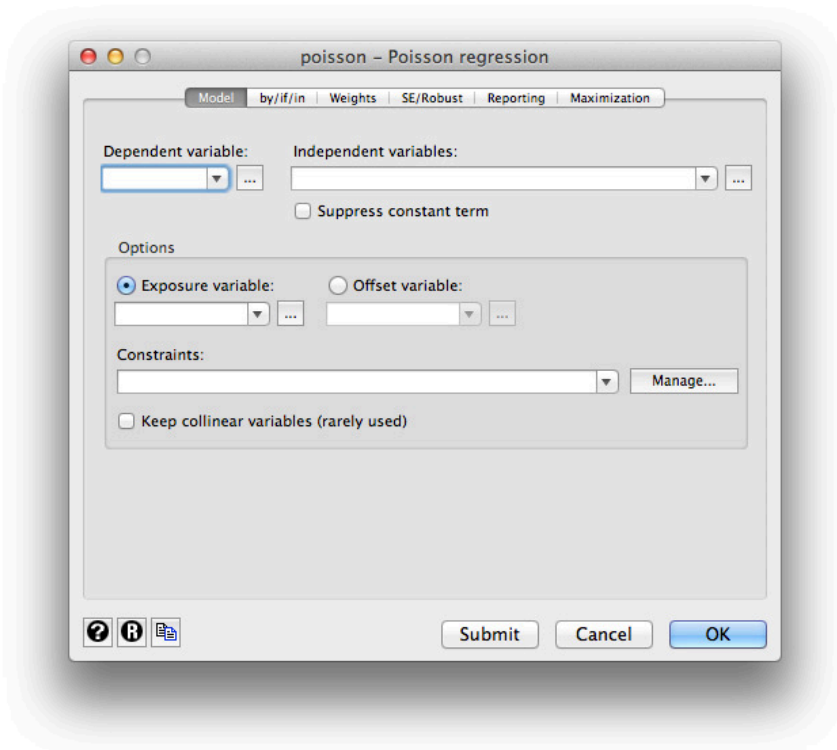 poisson – Poisson regression
Model by/if/in Weights SE/Robust Reporting Maximization
Dependent variable: Independent variables:
... ...
Suppress constant term
Options
Exposure variable: Offset variable:
... ...
Constraints:
Manage...
Keep collinear variables (rarely used)
? R Submit Cancel OK